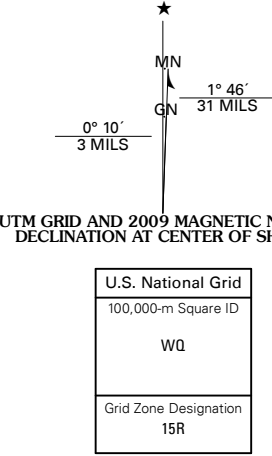 ★
MN
GN
1° 46´
31 MILS
0° 10´
3 MILS
UTM GRID AND 2009 MAGNETIC
DECLINATION AT CENTER OF
U.S. National Grid
100,000-m Square ID
WQ
Grid Zone Designation
15R